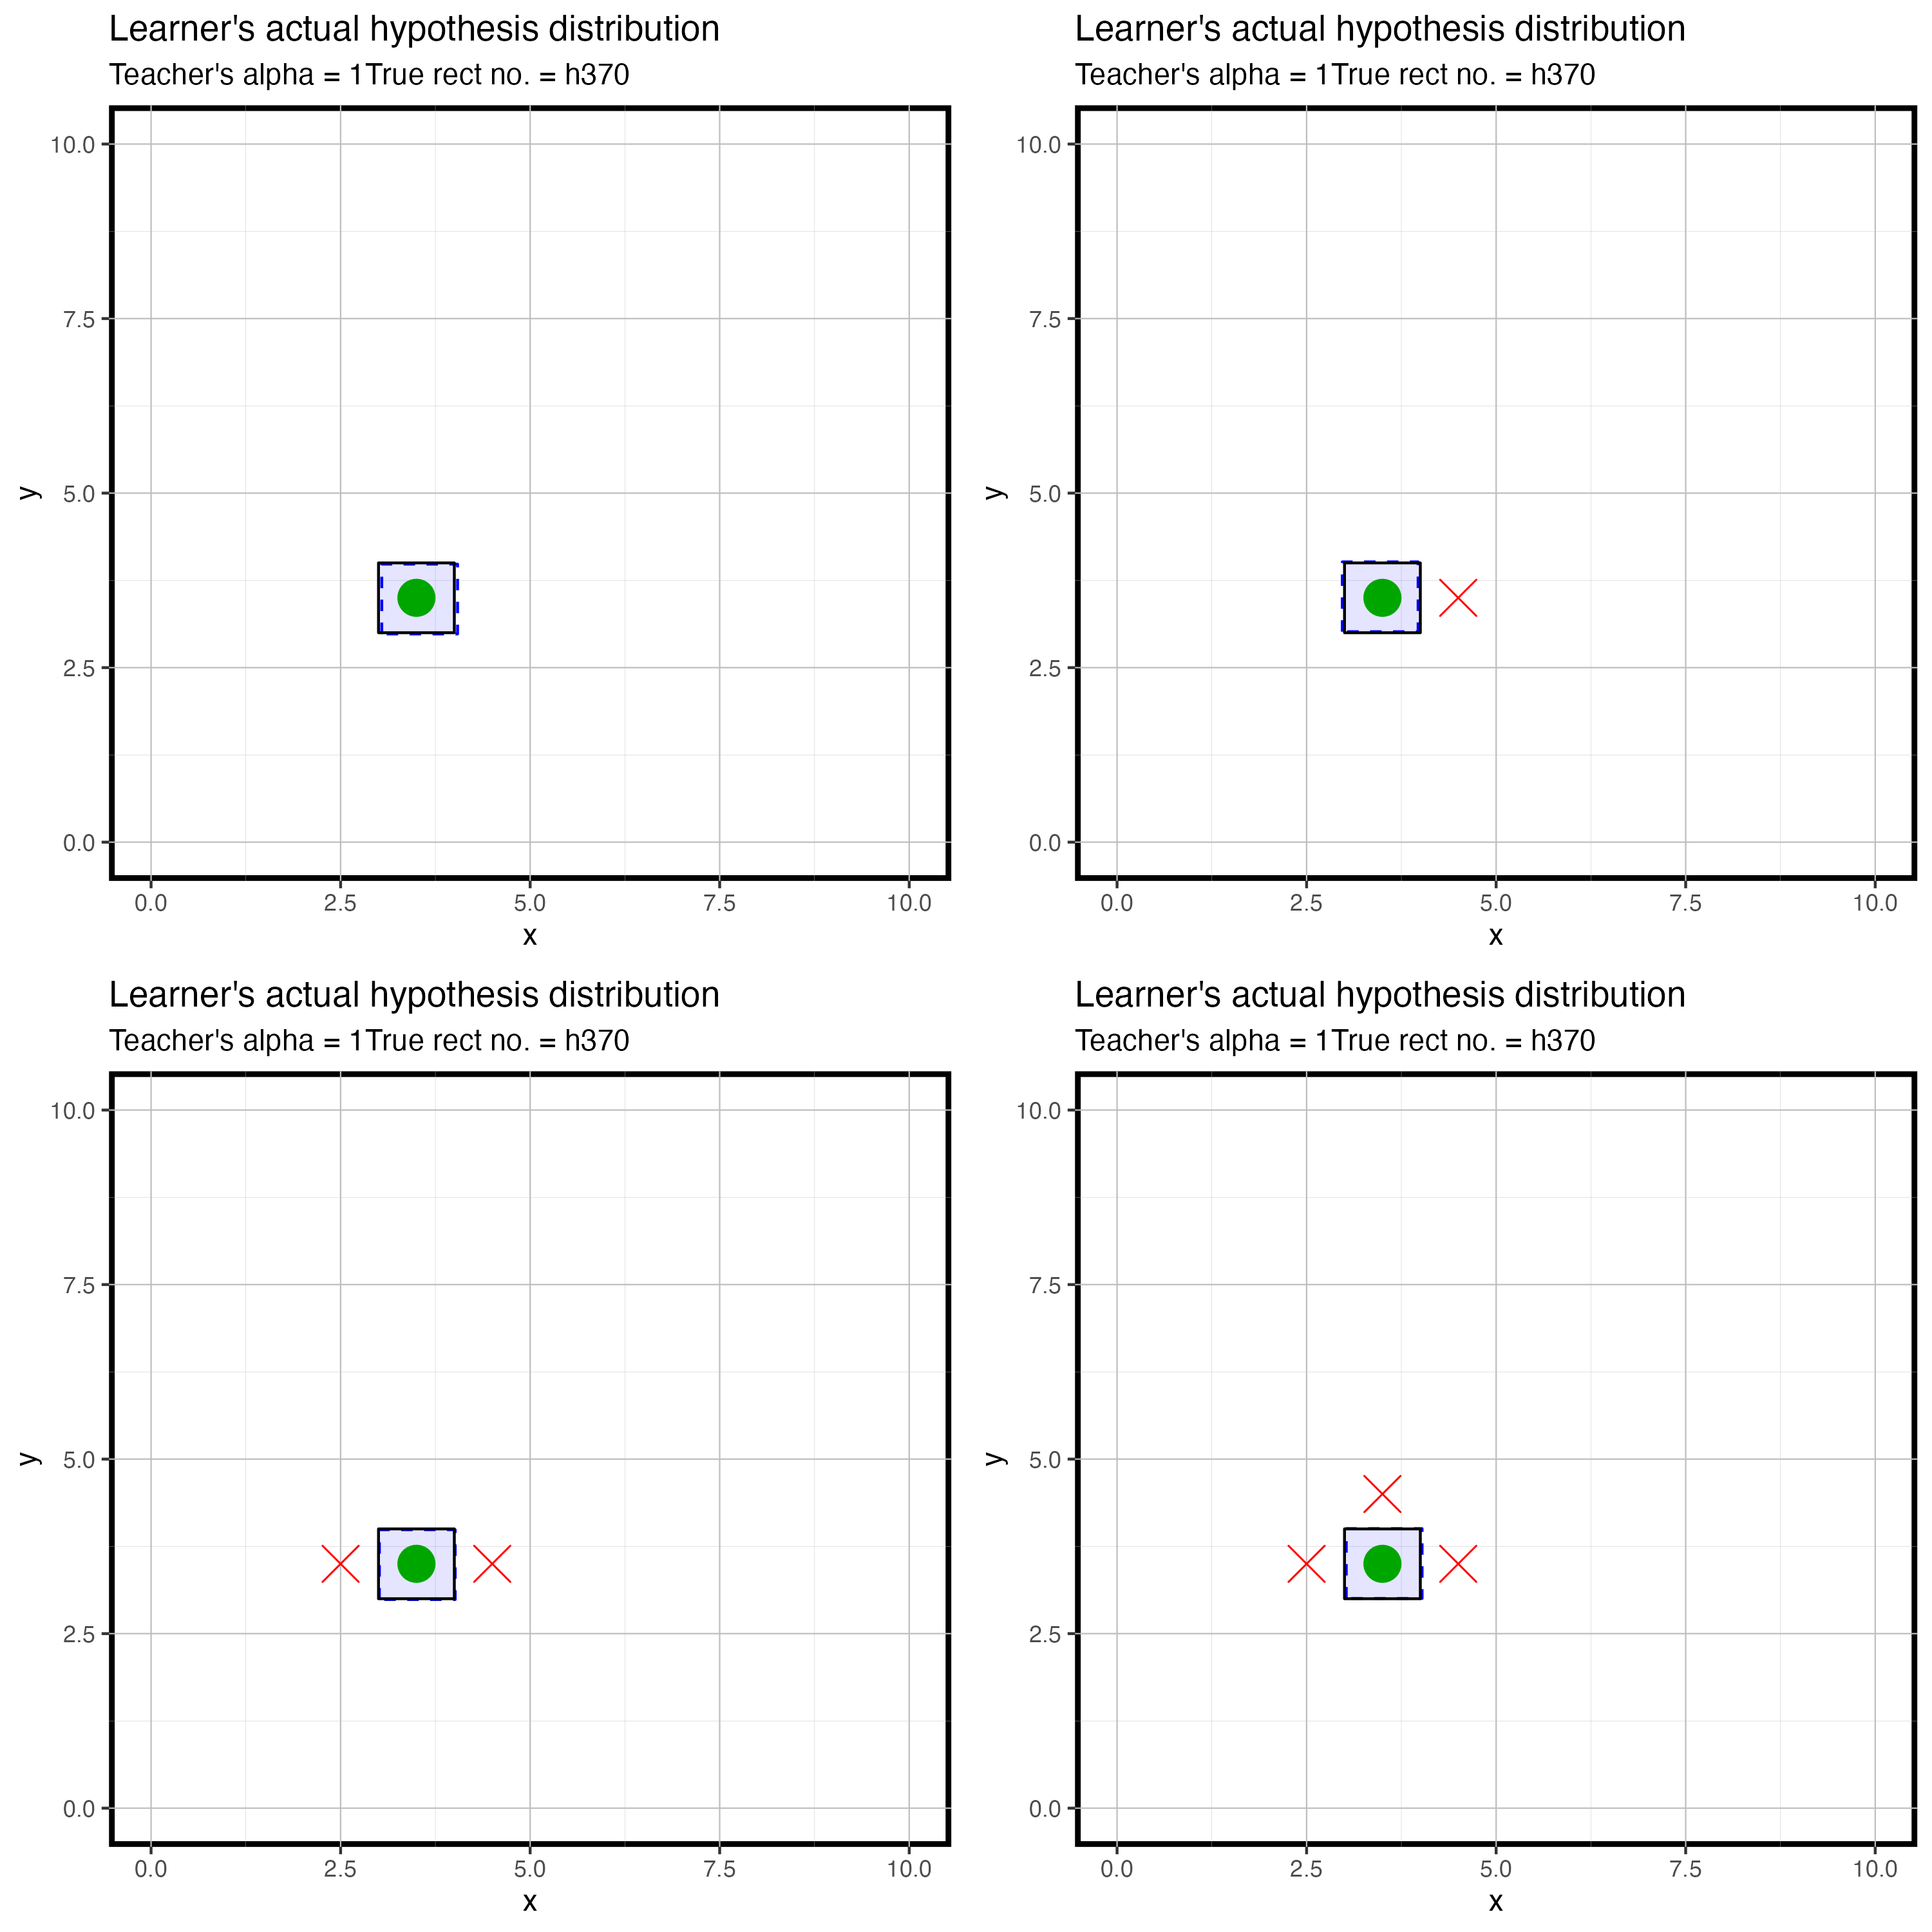 Learner's actual hypothesis distribution
Teacher's alpha = 1True rect no. = h370
10.0
7.5
5.0
2.5
0.0
y
0.0 2.5 5.0 7.5 10.0
x
Learner's actual hypothesis distribution
Teacher's alpha = 1True rect no. = h370
10.0
7.5
5.0
2.5
0.0
y
0.0 2.5 5.0 7.5 10.0
x
Learner's actual hypothesis distribution
Teacher's alpha = 1True rect no. = h370
10.0
7.5
5.0
2.5
0.0
y
0.0 2.5 5.0 7.5 10.0
x
Learner's actual hypothesis distribution
Teacher's alpha = 1True rect no. = h370
10.0
7.5
5.0
2.5
0.0
y
0.0 2.5 5.0 7.5 10.0
x